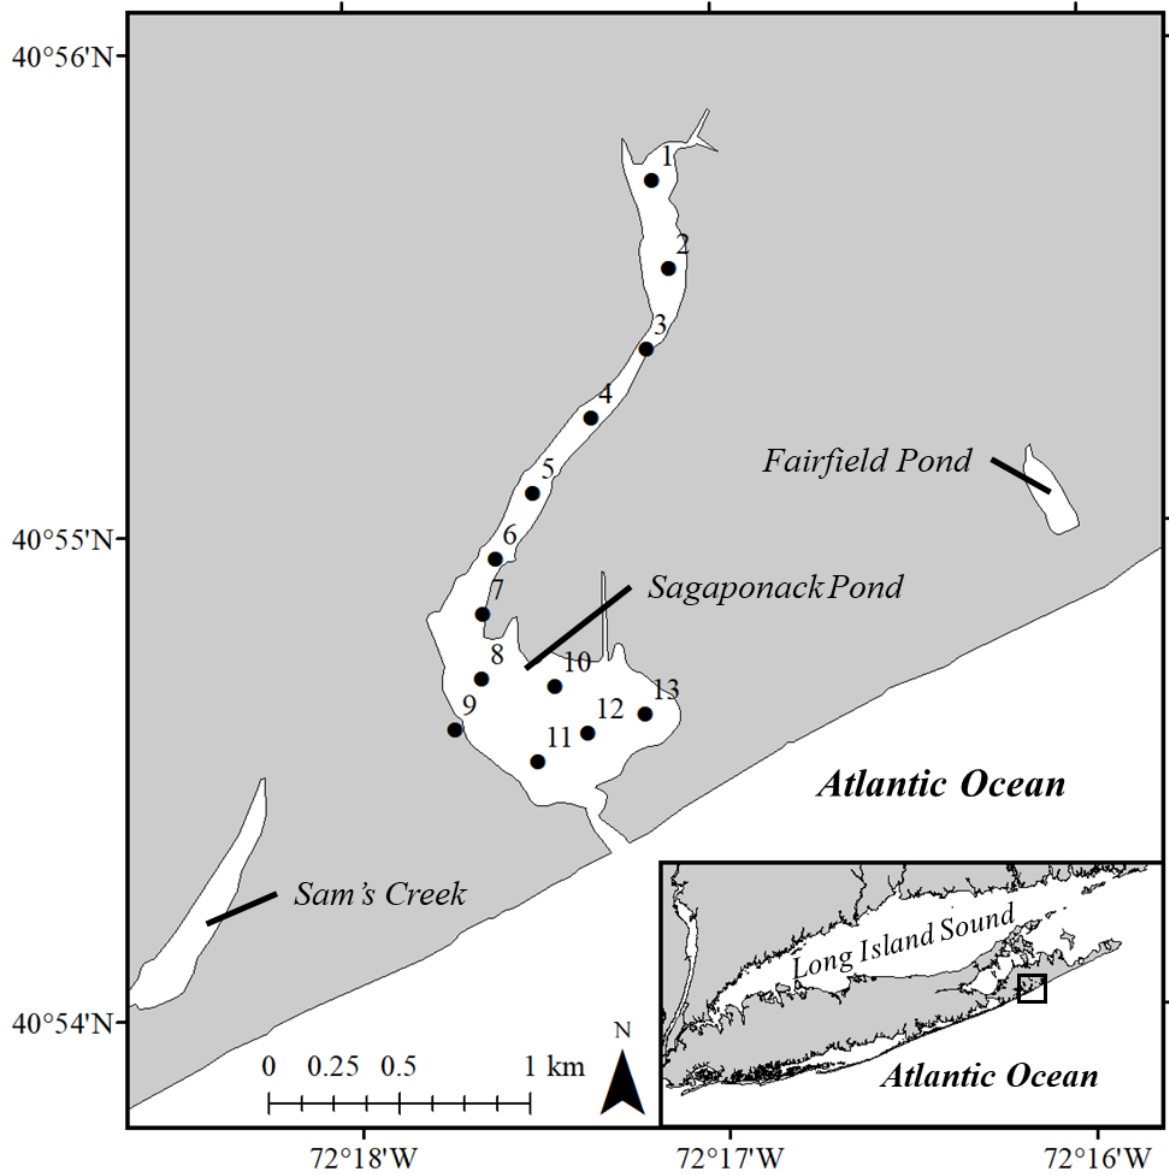 40°56'N
1
2
3
4
Fairfield Pond
5
40°55'N
6
7
Sagaponack Pond
8
10
9
13
12
11
Atlantic Ocean
Sam's Creek
Long Island Sound
40°54'N
N
0 0.25 0.5 1 km
Atlantic Ocean
72°18'W 72°17'W 72°16'W